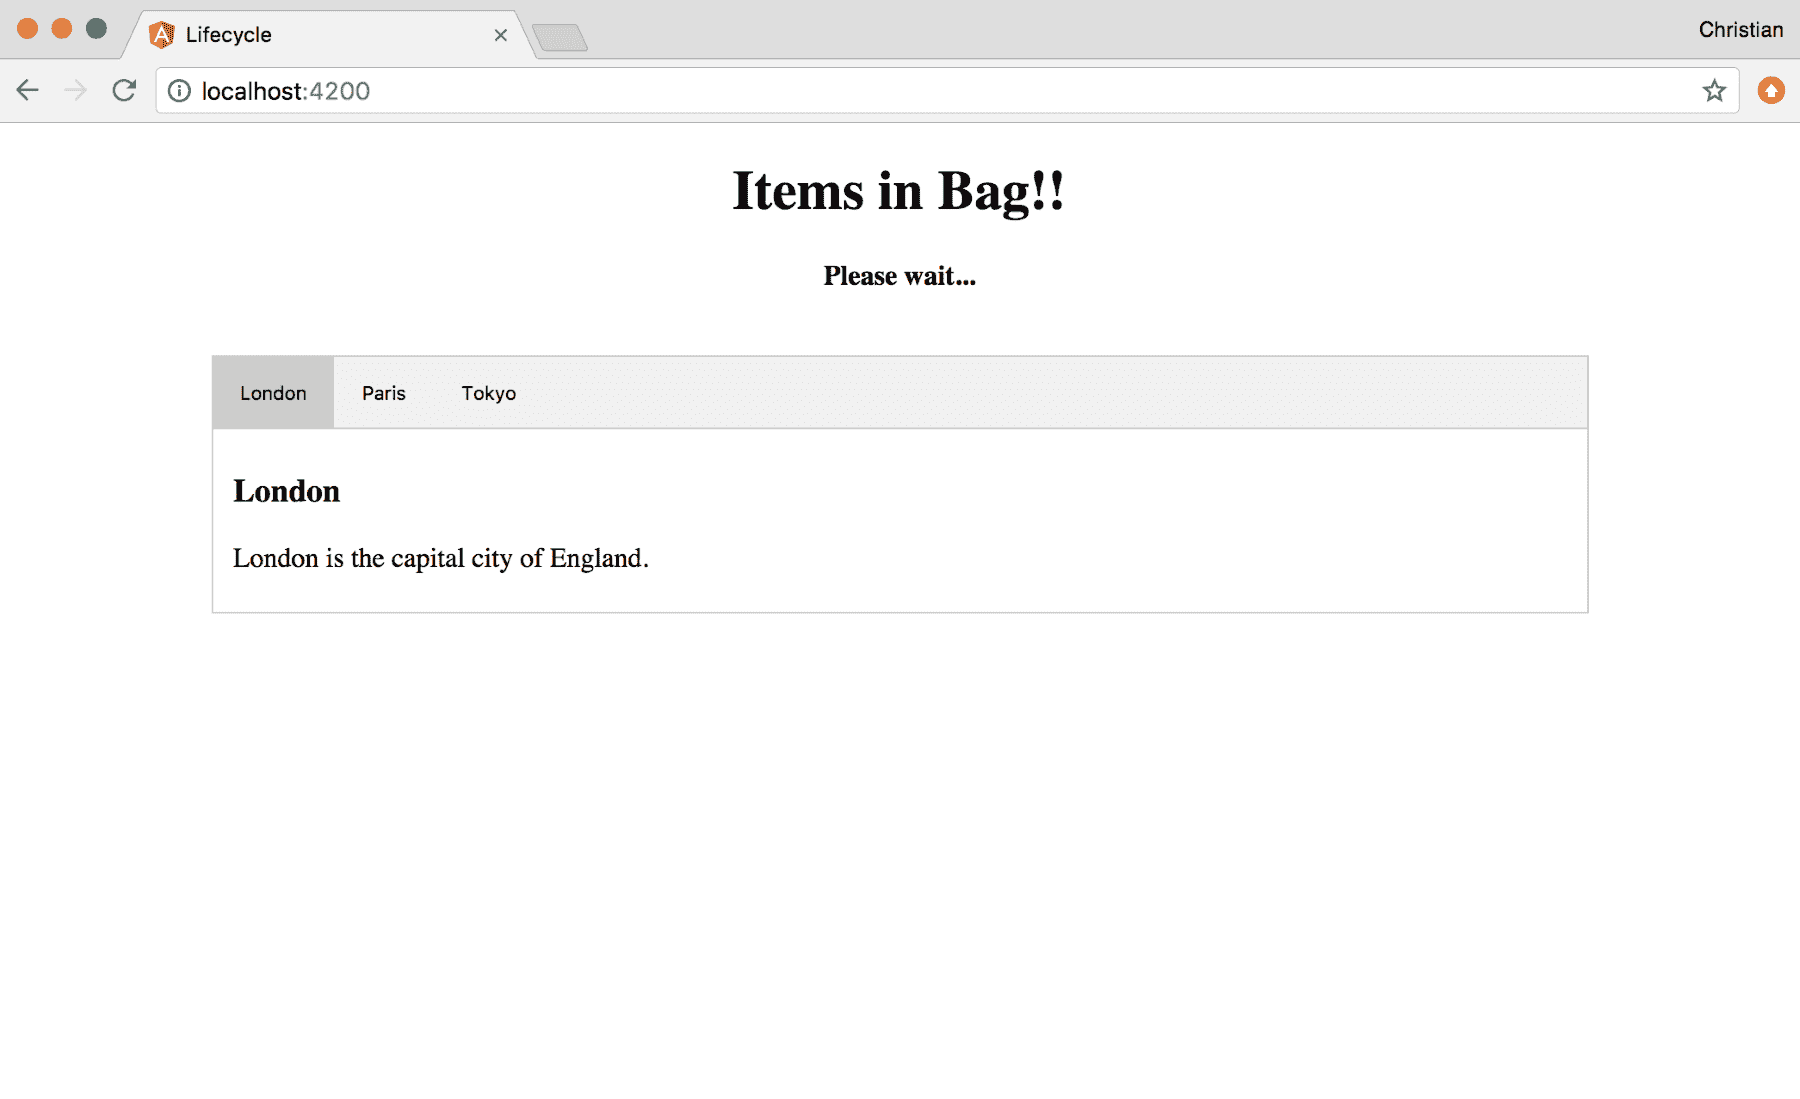 Lifecycle
Christian
localhost:4200
Items in Bag!!
Please wait...
London Paris Tokyo
London
London is the capital city of England.